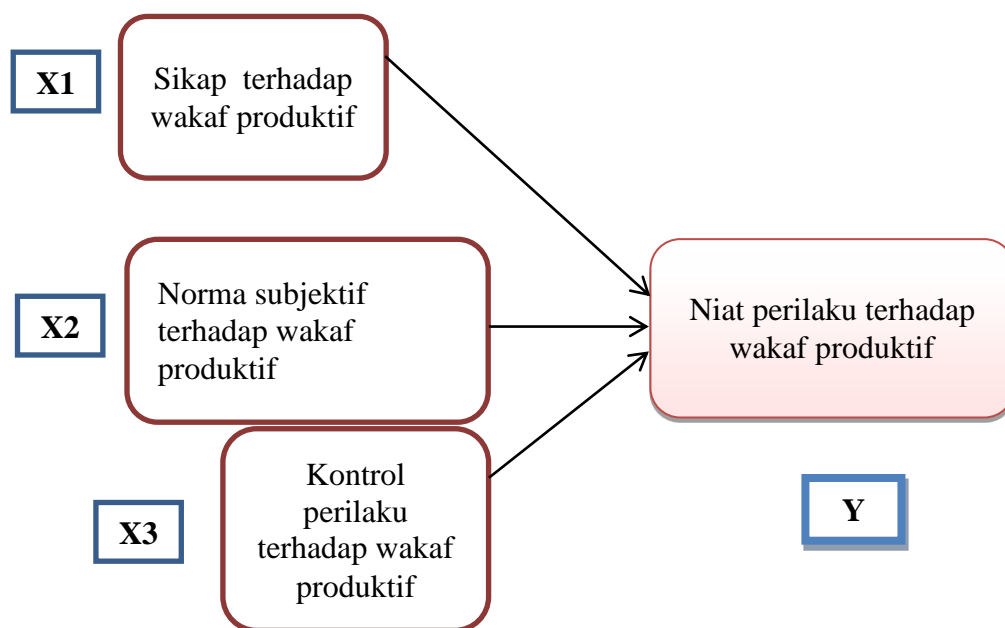 X1
Sikap terhadap
wakaf produktif
X2
Norma subjektif
terhadap wakaf
produktif
X3
Kontrol
perilaku
terhadap wakaf
produktif
Niat perilaku terhadap
wakaf produktif
Y